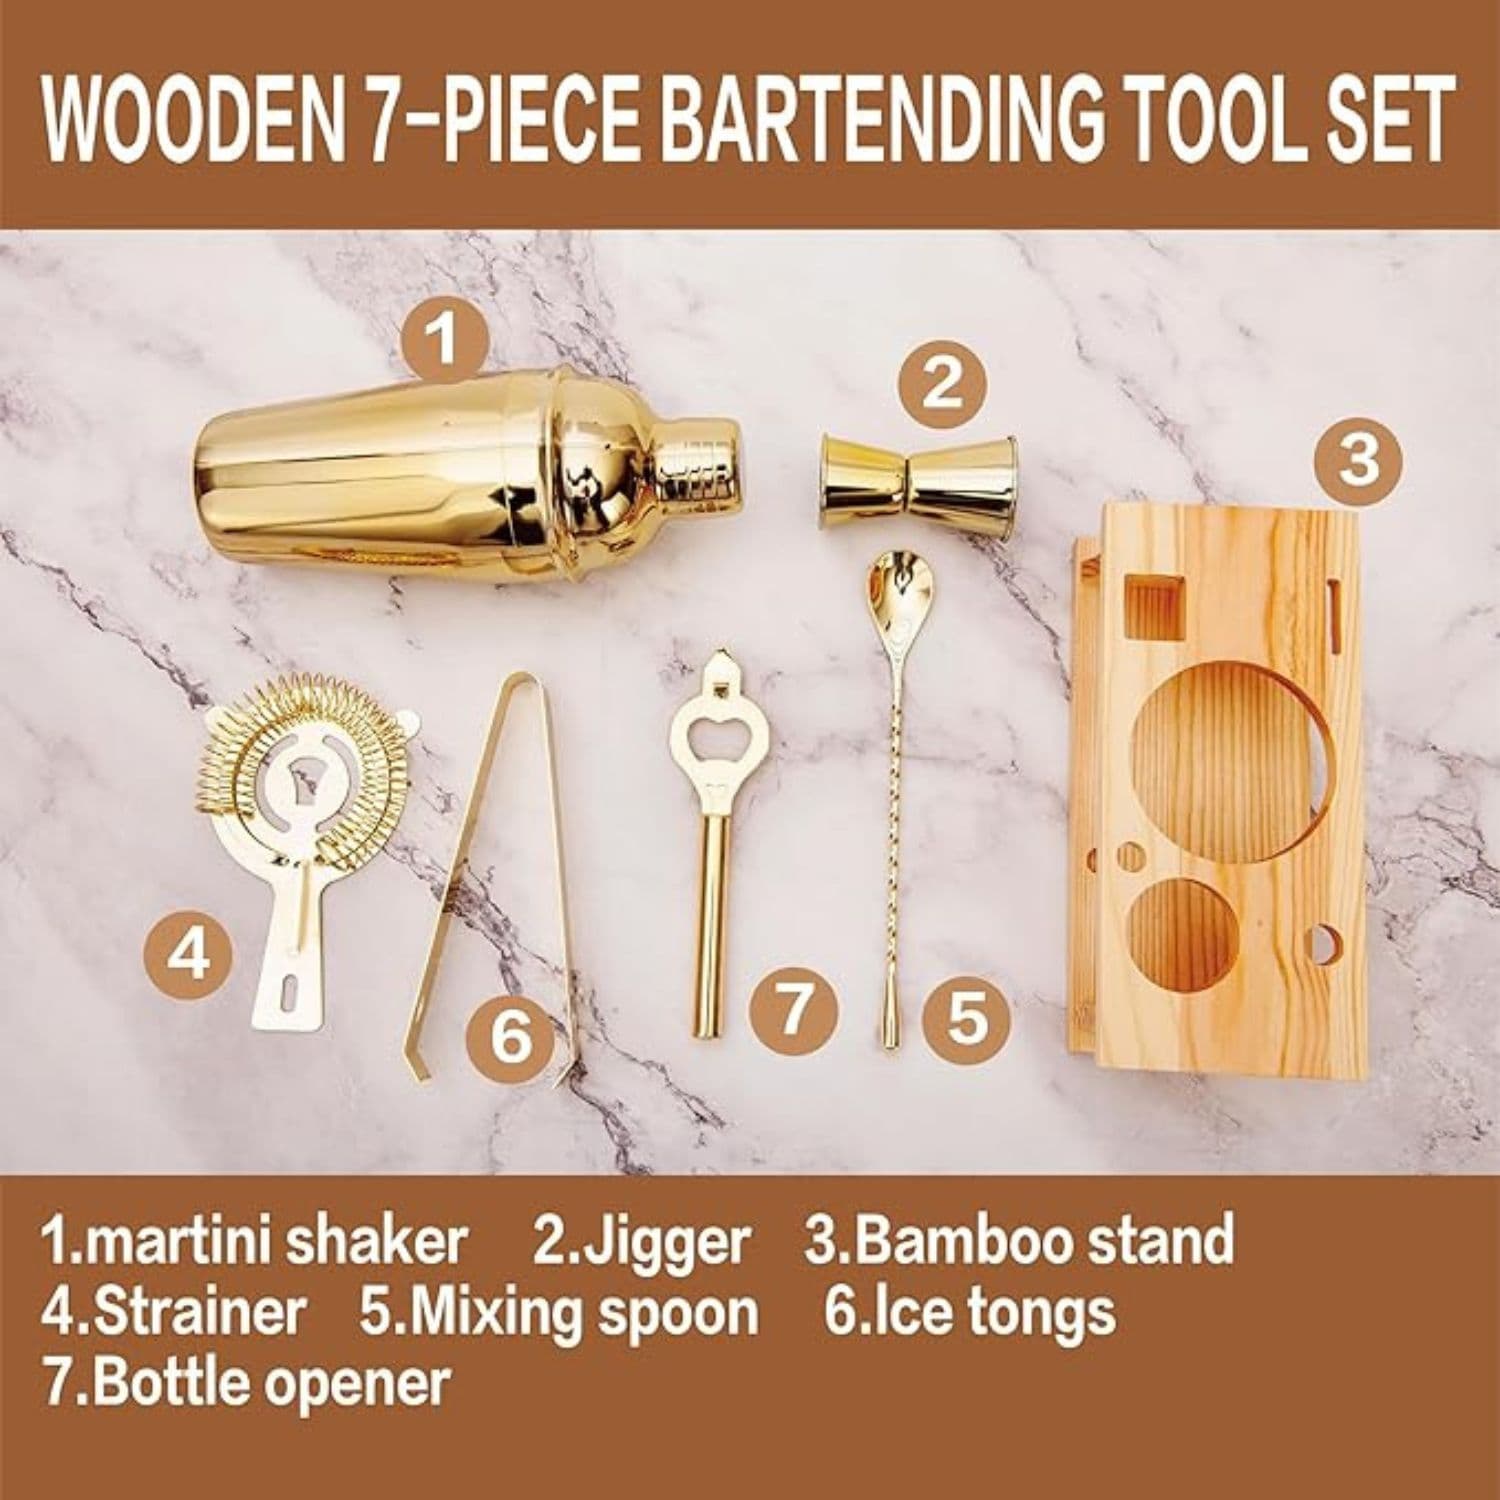 WOODEN 7-PIECE BARTENDING TOOL SET
1
2
3
4
6
7
5
1.martini shaker 2.Jigger 3.Bamboo stand
4.Strainer 5.Mixing spoon 6.Ice tongs
7.Bottle opener